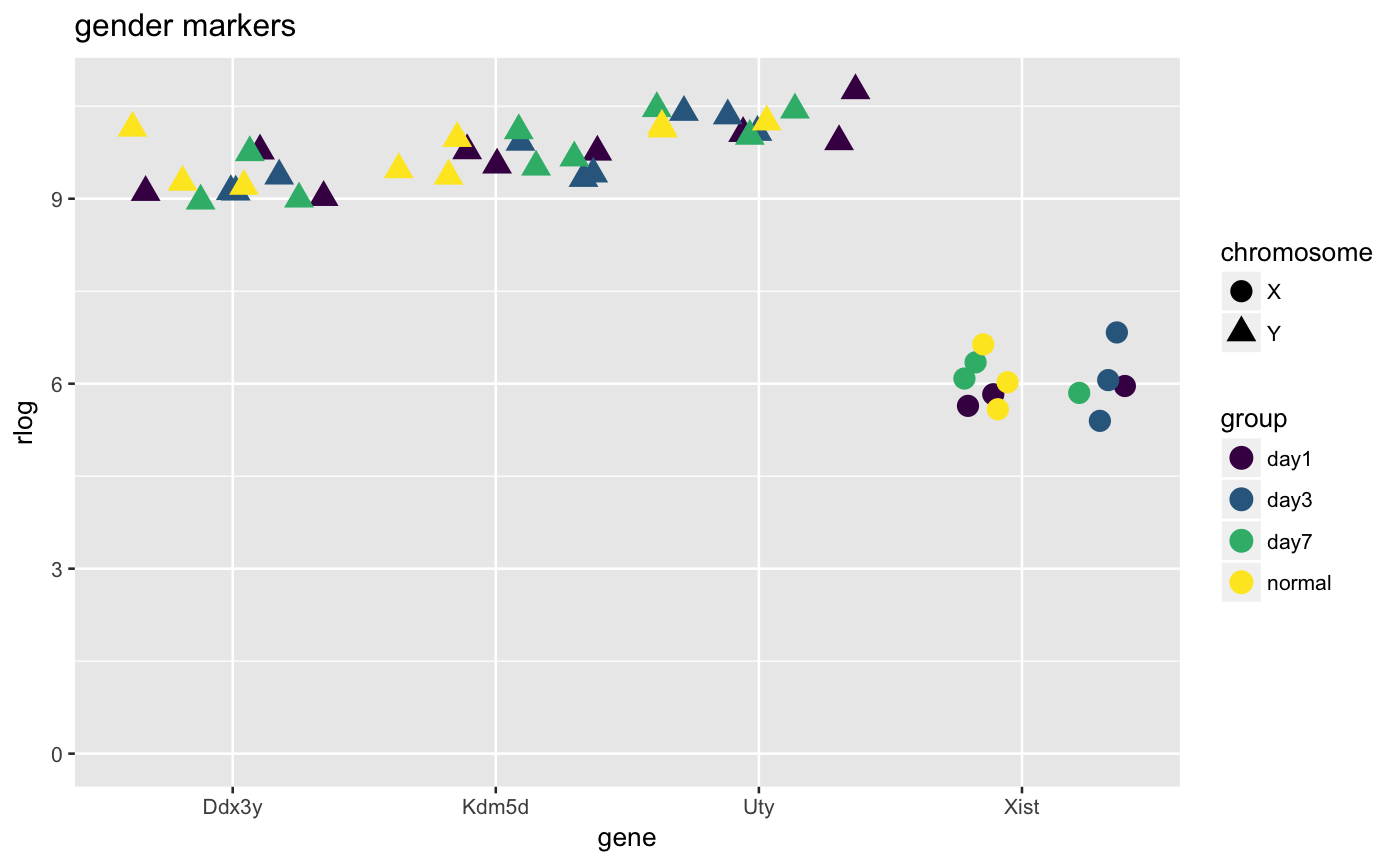 gender markers
rlog
9
6
3
0
Ddx3y
Kdm5d
Uty
Xist
gene
chromosome
X
Y
group
day1
day3
day7
normal